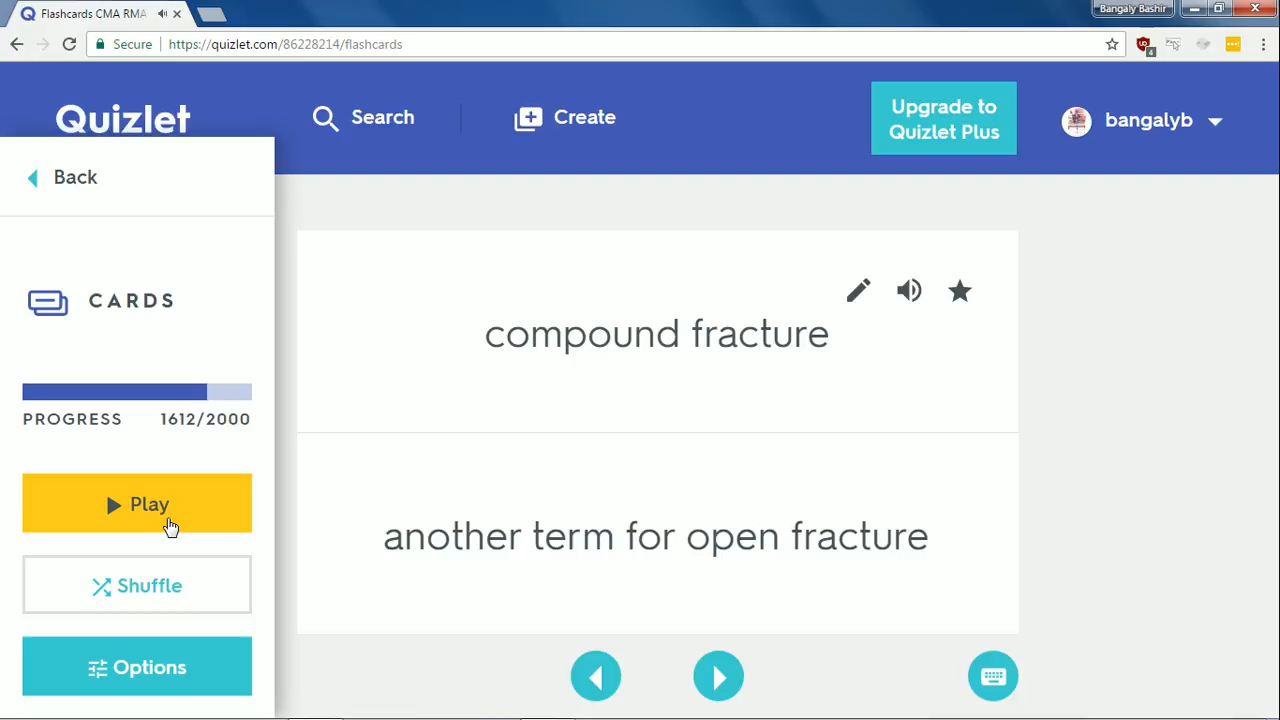 Flashcards CMA RMA
Bangaly Bashir
Secure
https://quizlet.com/86228214/flashcards
4
Quizlet
Search
Create
Upgrade to
Quizlet Plus
bangalyb
Back
CARDS
PROGRESS 1612/2000
Play
Shuffle
Options
compound fracture
another term for open fracture